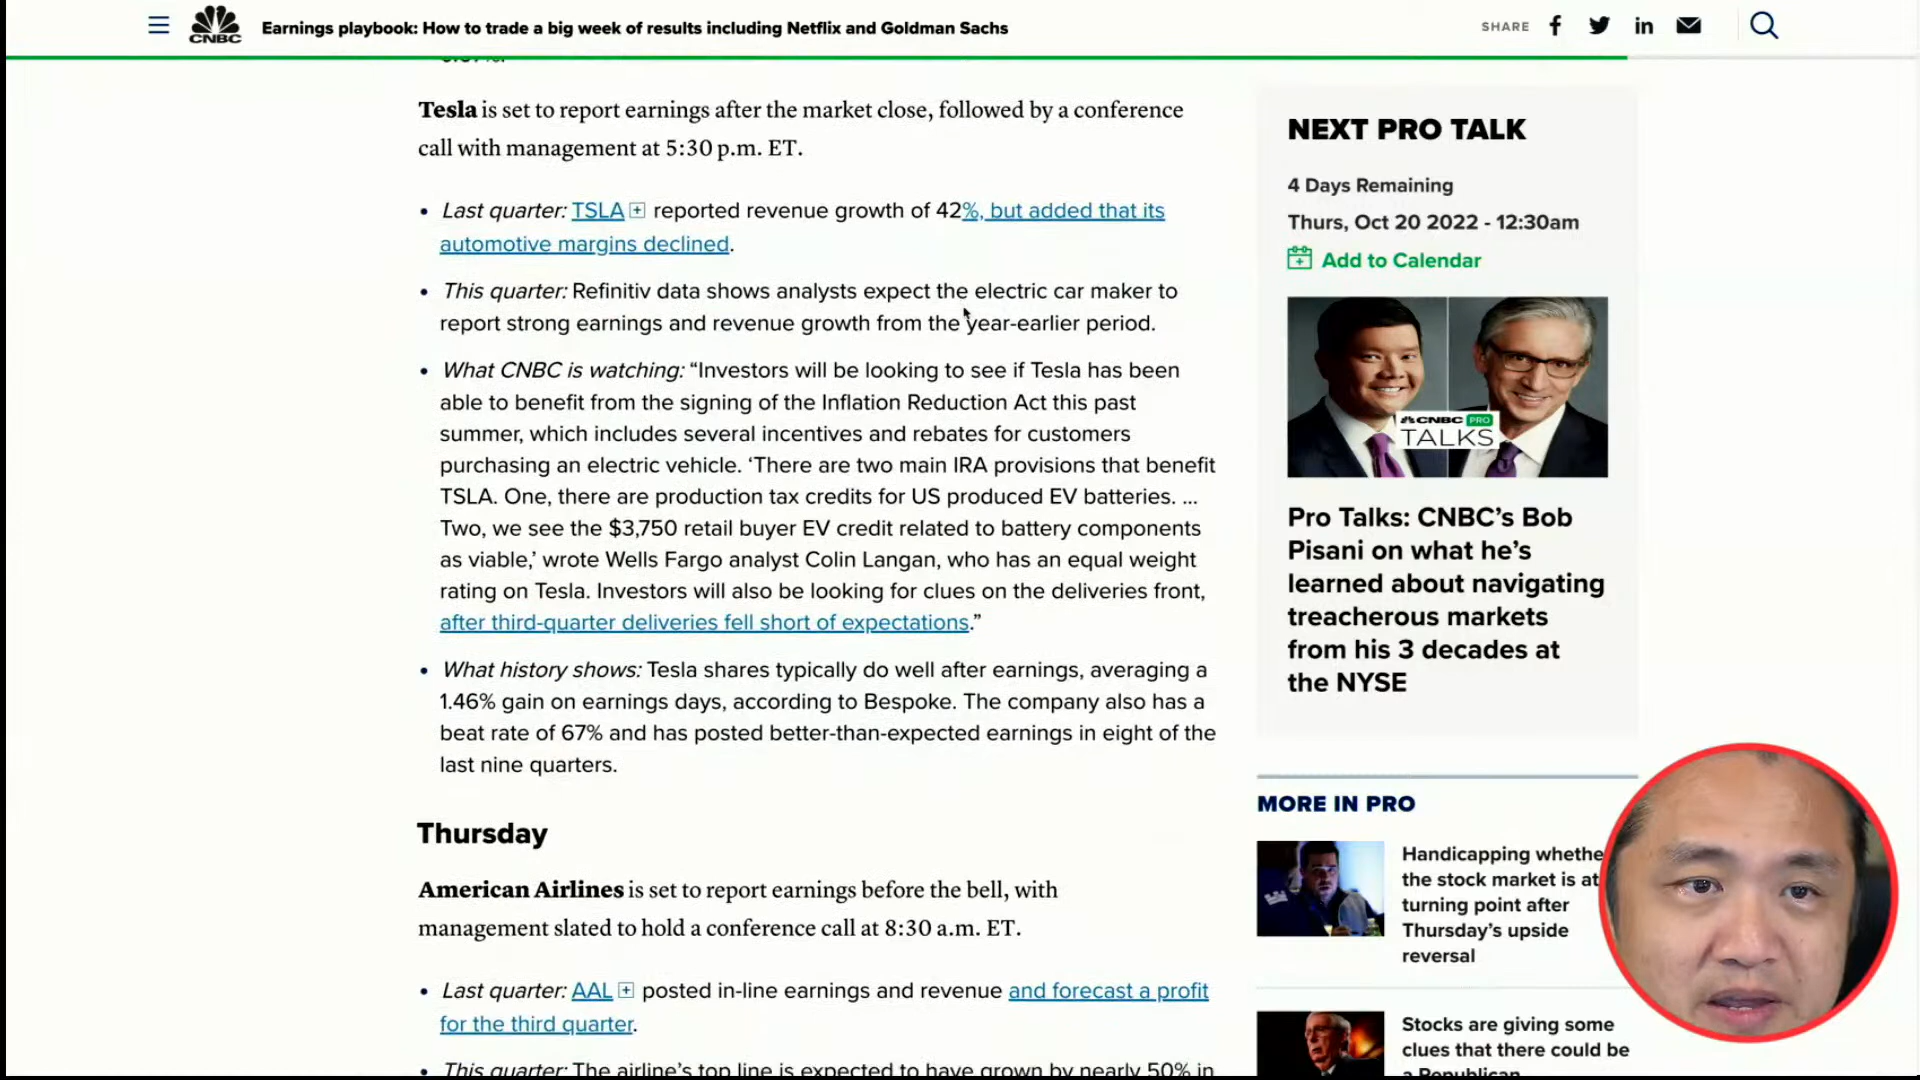 CNBC
Earnings playbook: How to trade a big week of results including Netflix and Goldman Sachs
SHARE
Tesla is set to report earnings after the market close, followed by a conference
call with management at 5:30 p.m. ET.
• Last quarter: TSLA reported revenue growth of 42%, but added that its
automotive margins declined.
• This quarter: Refinitiv data shows analysts expect the electric car maker to
report strong earnings and revenue growth from the year-earlier period.
• What CNBC is watching: “Investors will be looking to see if Tesla has been
able to benefit from the signing of the Inflation Reduction Act this past
summer, which includes several incentives and rebates for customers
purchasing an electric vehicle. ‘There are two main IRA provisions that benefit
TSLA. One, there are production tax credits for US produced EV batteries. ...
Two, we see the $3,750 retail buyer EV credit related to battery components
as viable,’ wrote Wells Fargo analyst Colin Langan, who has an equal weight
rating on Tesla. Investors will also be looking for clues on the deliveries front,
after third-quarter deliveries fell short of expectations.”
• What history shows: Tesla shares typically do well after earnings, averaging a
1.46% gain on earnings days, according to Bespoke. The company also has a
beat rate of 67% and has posted better-than-expected earnings in eight of the
last nine quarters.
Thursday
American Airlines is set to report earnings before the bell, with
management slated to hold a conference call at 8:30 a.m. ET.
• Last quarter: AAL posted in-line earnings and revenue and forecast a profit
for the third quarter.
• This quarter: The airline’s top line is expected to have grown by nearly 50% in
NEXT PRO TALK
4 Days Remaining
Thurs, Oct 20 2022 - 12:30am
Add to Calendar
CNBC PRO
TALKS
Pro Talks: CNBC’s Bob
Pisani on what he’s
learned about navigating
treacherous markets
from his 3 decades at
the NYSE
MORE IN PRO
Handicapping whethe
the stock market is at
turning point after
Thursday’s upside
reversal
Stocks are giving some
clues that there could be
a Republican